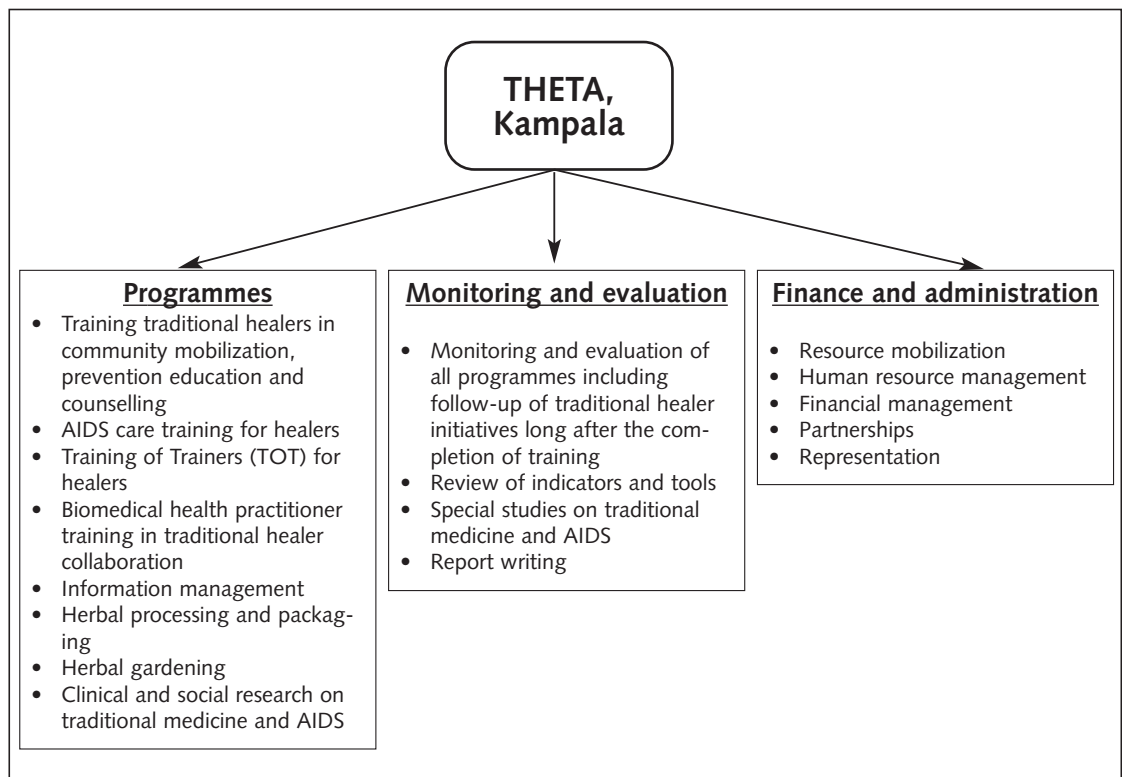 THETA,
Kampala
Programmes
• Training traditional healers in
community mobilization,
prevention education and
counselling
• AIDS care training for healers
• Training of Trainers (TOT) for
healers
• Biomedical health practitioner
training in traditional healer
collaboration
• Information management
• Herbal processing and packag-
ing
• Herbal gardening
• Clinical and social research on
traditional medicine and AIDS
Monitoring and evaluation
• Monitoring and evaluation of
all programmes including
follow-up of traditional healer
initiatives long after the com-
pletion of training
• Review of indicators and tools
• Special studies on traditional
medicine and AIDS
• Report writing
Finance and administration
• Resource mobilization
• Human resource management
• Financial management
• Partnerships
• Representation